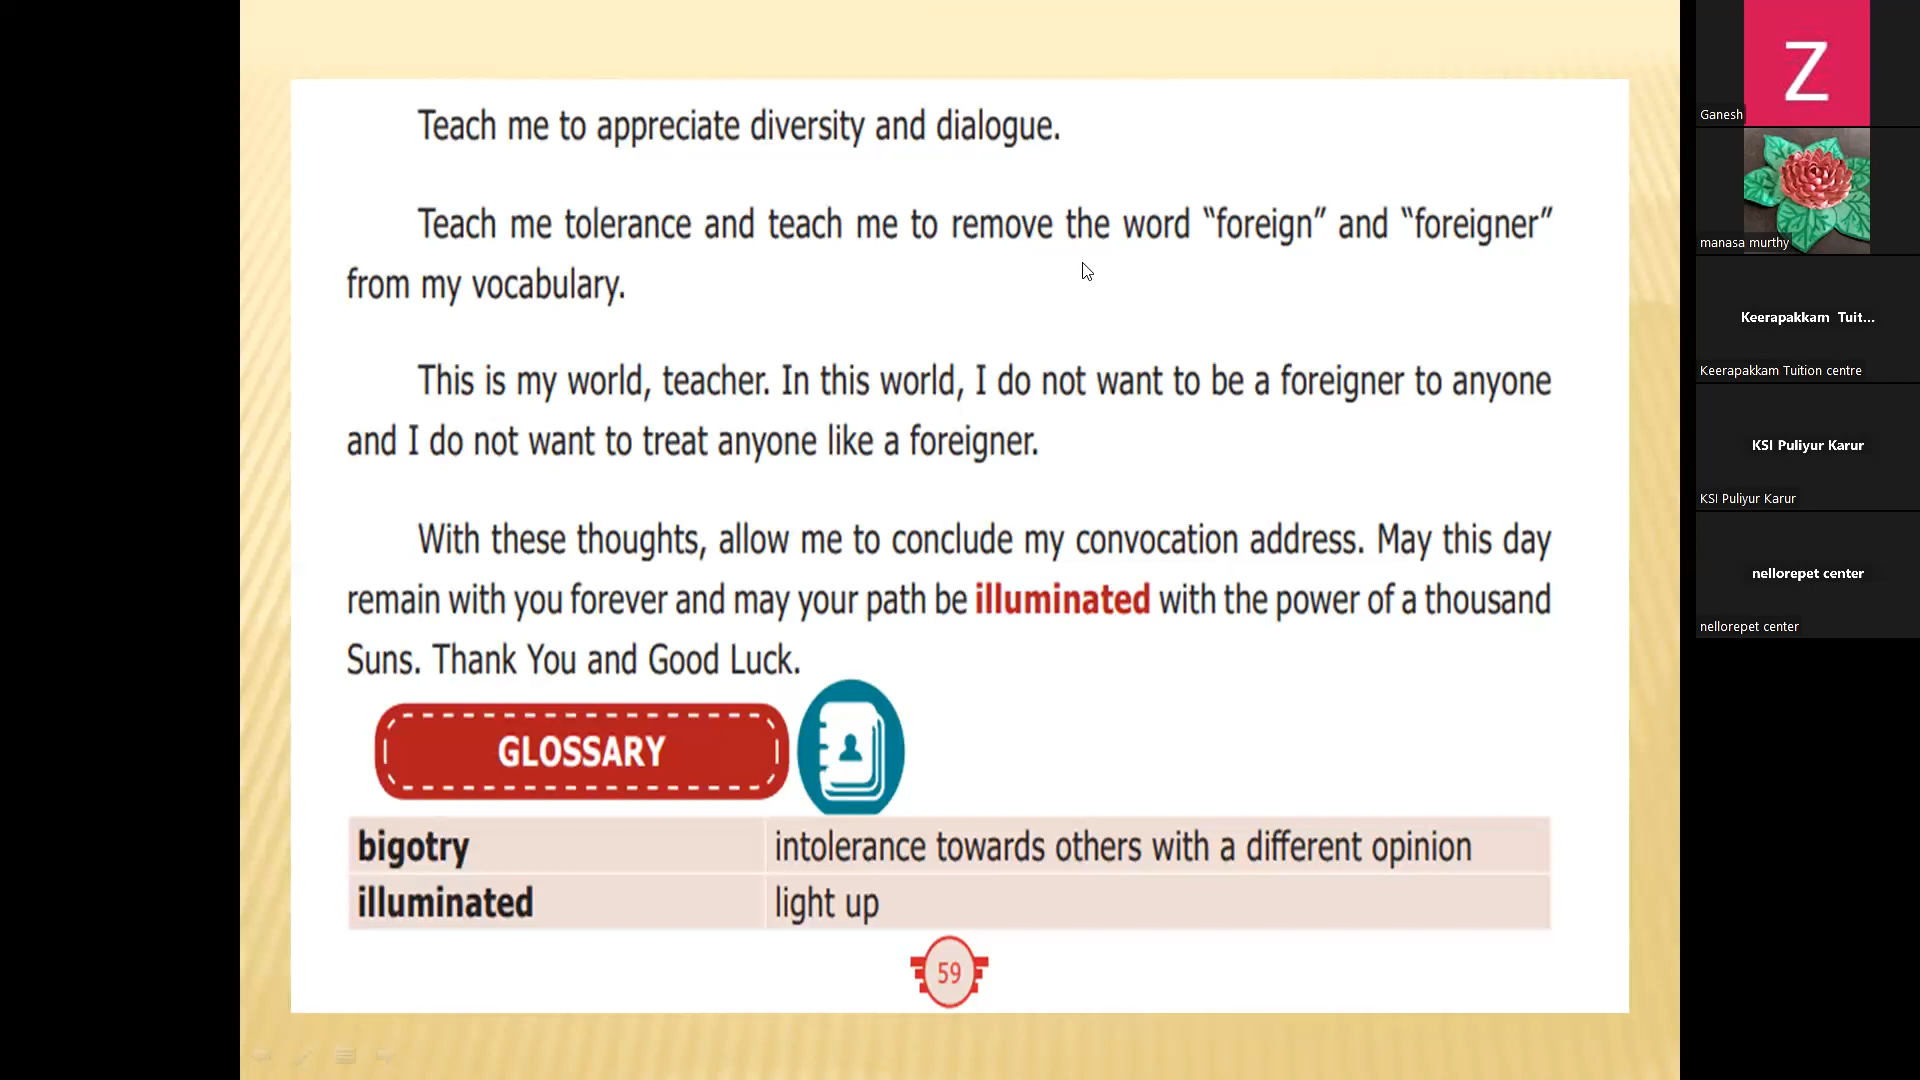 Teach me to appreciate diversity and dialogue.
Teach me tolerance and teach me to remove the word “foreign” and “foreigner”
from my vocabulary.
This is my world, teacher. In this world, I do not want to be a foreigner to anyone
and I do not want to treat anyone like a foreigner.
With these thoughts, allow me to conclude my convocation address. May this day
remain with you forever and may your path be illuminated with the power of a thousand
Suns. Thank You and Good Luck.
GLOSSARY
bigotry intolerance towards others with a different opinion
illuminated light up
59
Z
Ganesh
manasa murthy
Keerapakkam Tuit...
Keerapakkam Tuition centre
KSI Puliyur Karur
KSI Puliyur Karur
nellorepet center
nellorepet center